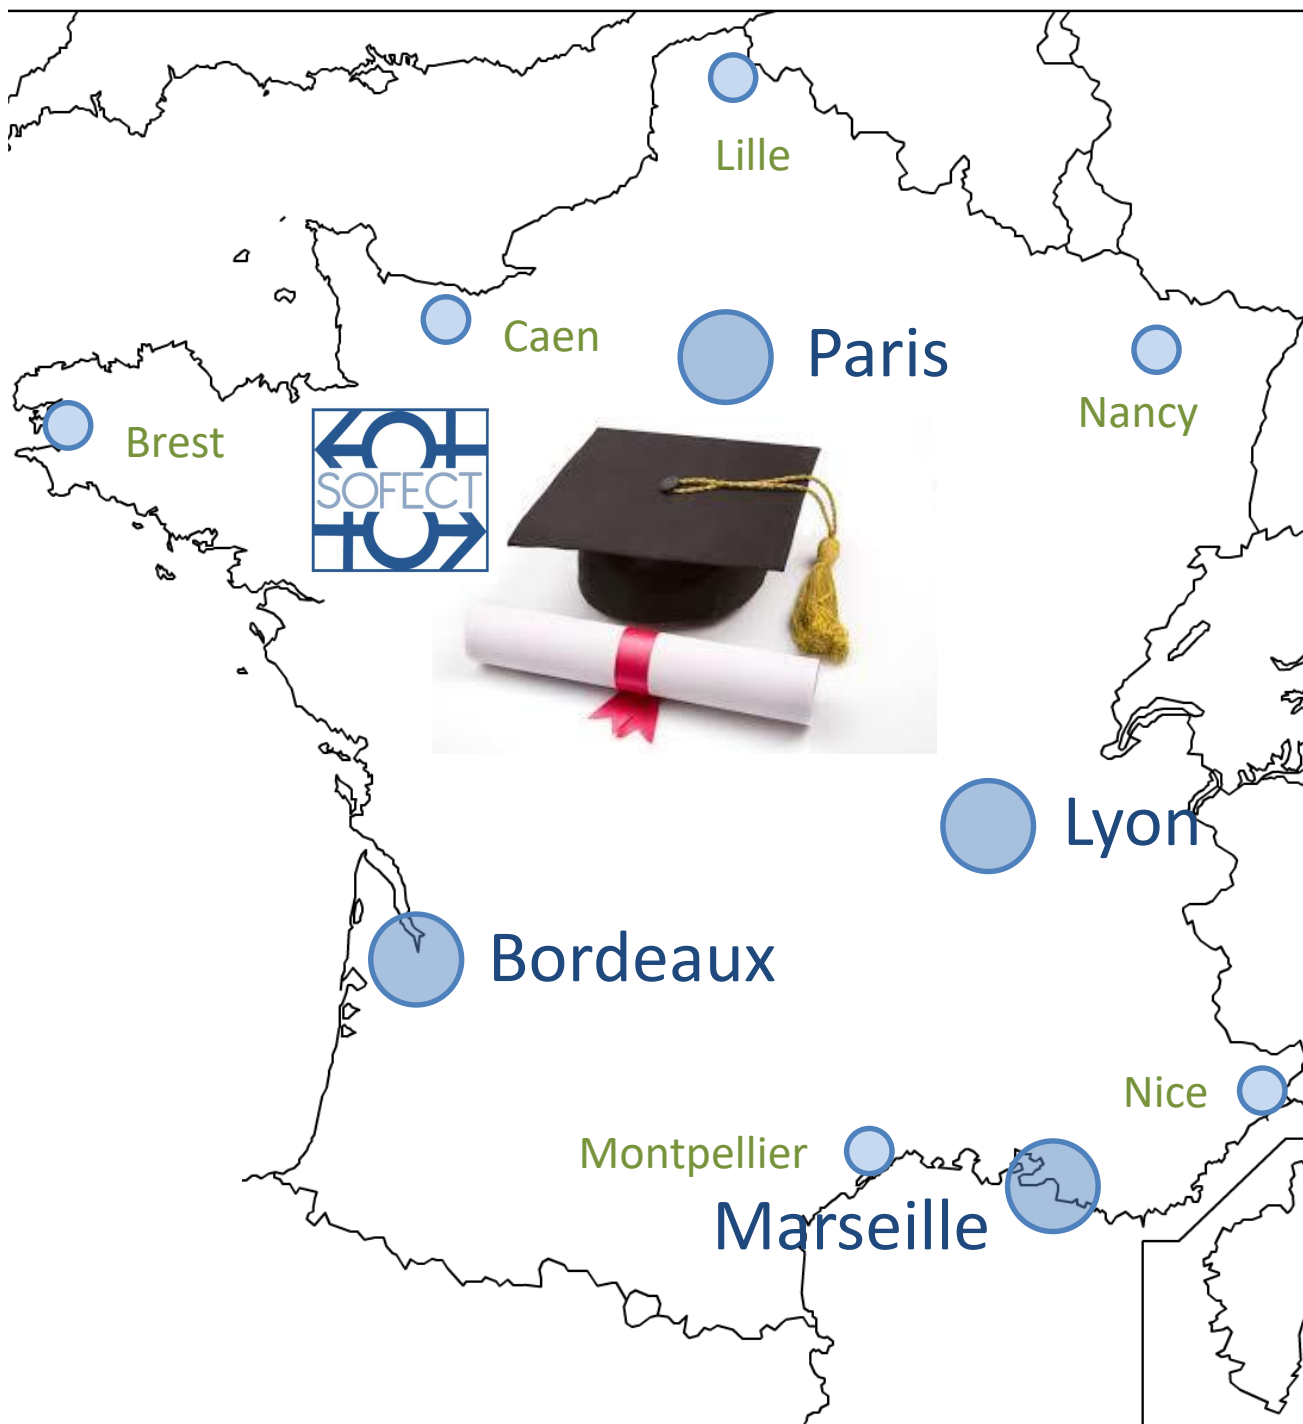 Lille
Caen
Paris
Nancy
Brest
SOFECT
Lyon
Bordeaux
Nice
Montpellier
Marseille